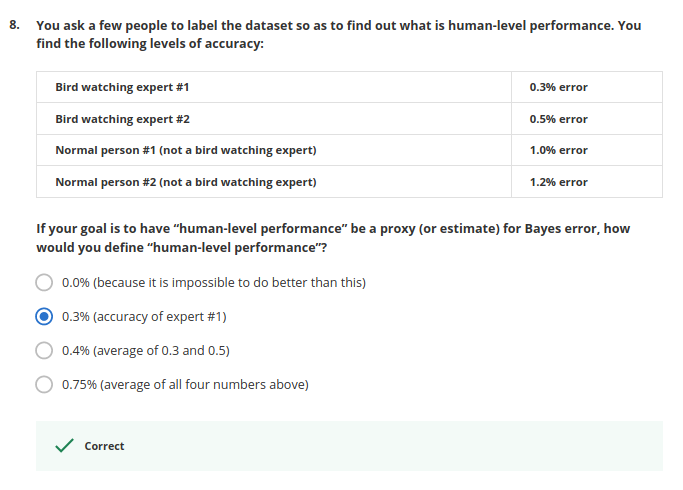 8. You ask a few people to label the dataset so as to find out what is human-level performance. You
find the following levels of accuracy:
Bird watching expert #1 0.3% error
Bird watching expert #2 0.5% error
Normal person #1 (not a bird watching expert) 1.0% error
Normal person #2 (not a bird watching expert) 1.2% error
If your goal is to have “human-level performance” be a proxy (or estimate) for Bayes error, how
would you define “human-level performance”?
0.0% (because it is impossible to do better than this)
0.3% (accuracy of expert #1)
0.4% (average of 0.3 and 0.5)
0.75% (average of all four numbers above)
Correct